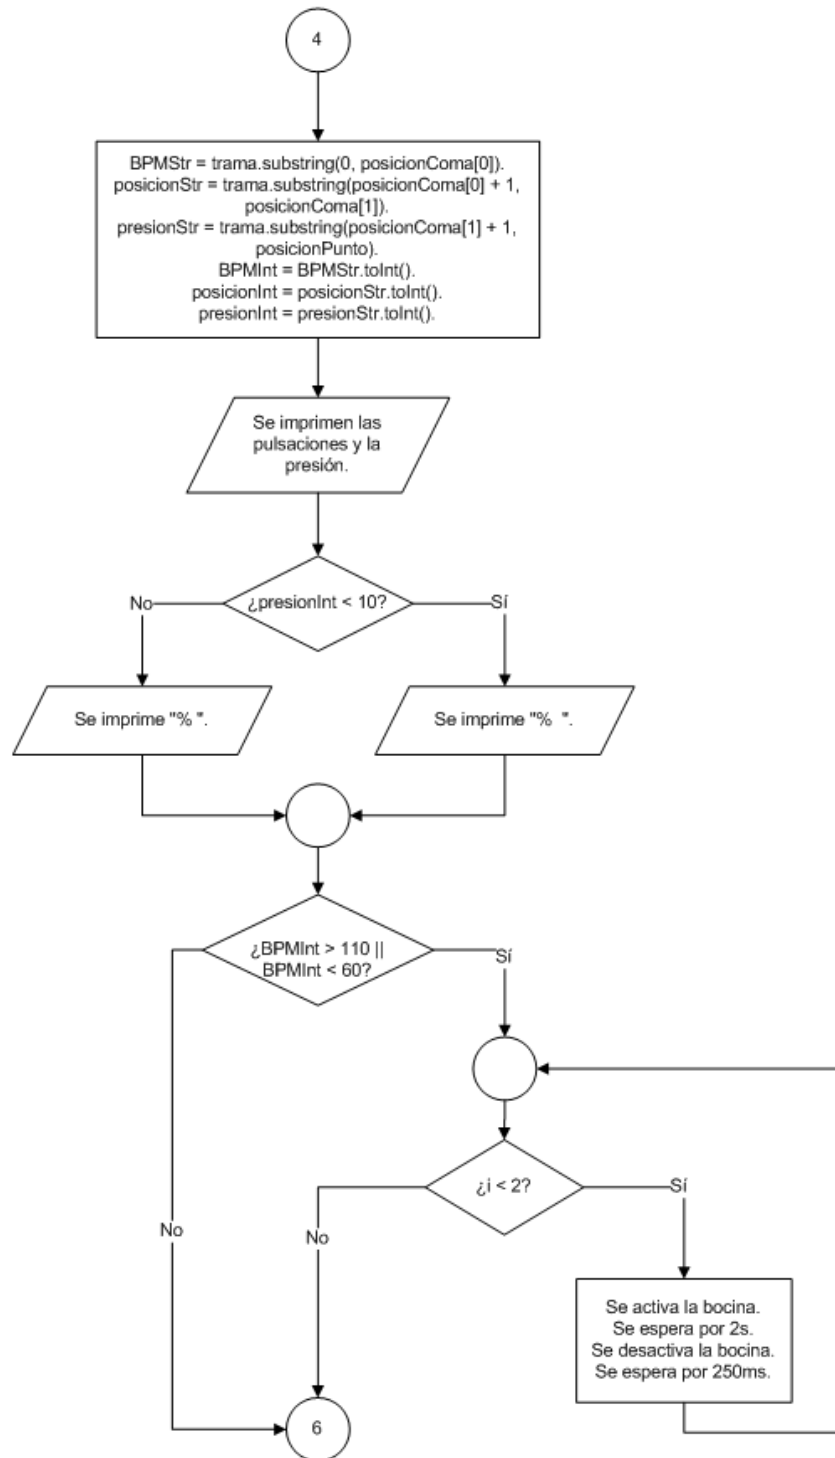 4
BPMStr = trama.substring(0, posicionComa[0]).
posicionStr = trama.substring(posicionComa[0] + 1,
posicionComa[1]).
presionStr = trama.substring(posicionComa[1] + 1,
posicionPunto).
BPMInt = BPMStr.toInt().
posicionInt = posicionStr.toInt().
presionInt = presionStr.toInt().
Se imprimen las
pulsaciones y la
presión.
¿presionInt < 10?
No
Sí
Se imprime "% ".
Se imprime "%  ".
¿BPMInt > 110 ||
BPMInt < 60?
Sí
¿i < 2?
Sí
No
No
Se activa la bocina.
Se espera por 2s.
Se desactiva la bocina.
Se espera por 250ms.
6